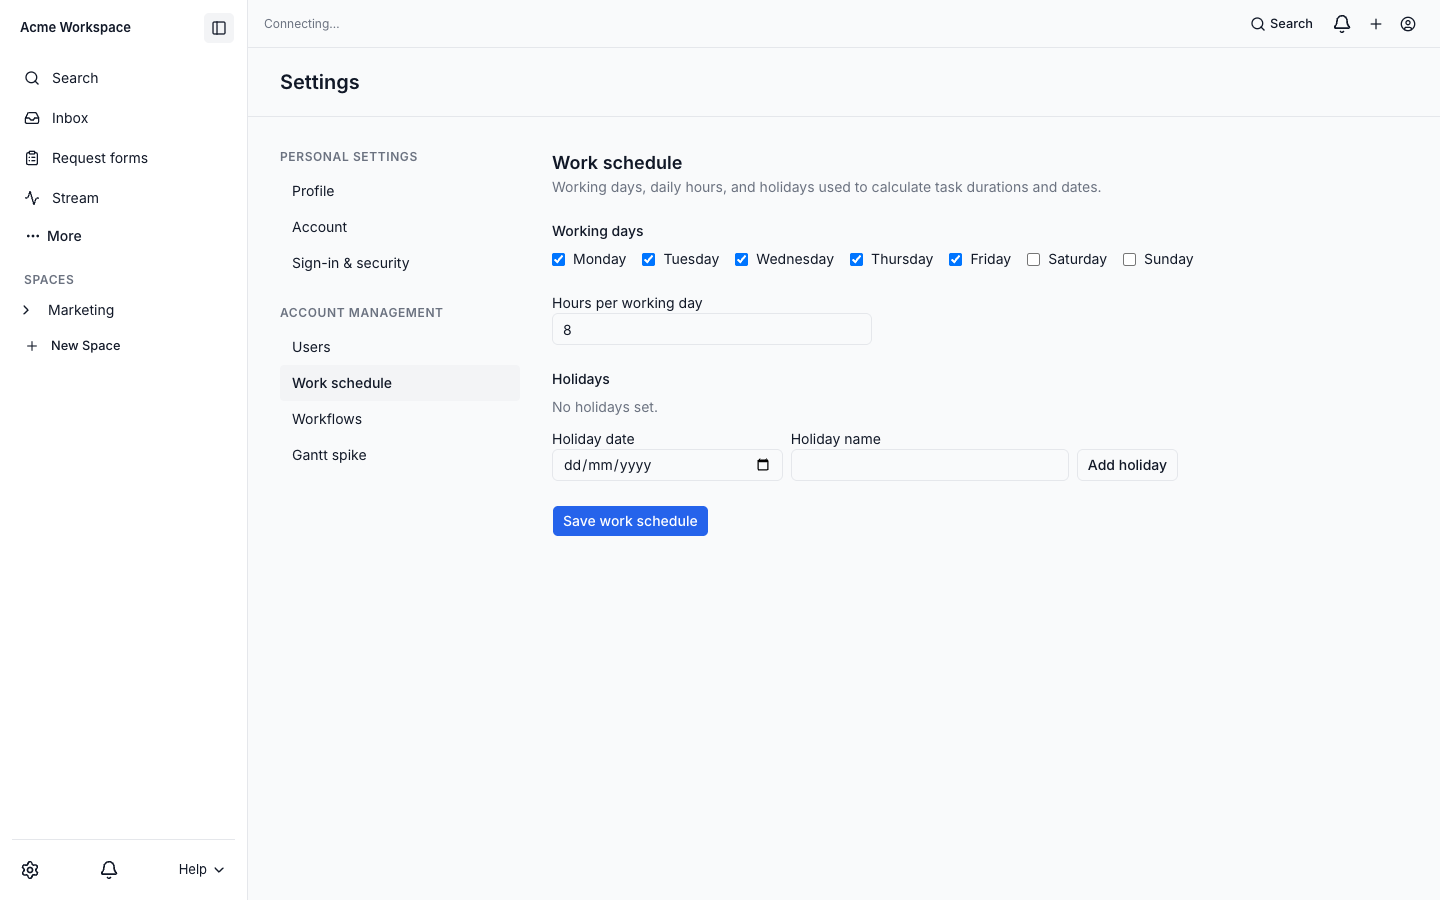 Acme Workspace
Connecting...
Search
Search
Inbox
Request forms
Stream
More
SPACES
Marketing
New Space
Help
Settings
PERSONAL SETTINGS
Profile
Account
Sign-in & security
ACCOUNT MANAGEMENT
Users
Work schedule
Workflows
Gantt spike
Work schedule
Working days, daily hours, and holidays used to calculate task durations and dates.
Working days
Monday Tuesday Wednesday Thursday Friday Saturday Sunday
Hours per working day
8
Holidays
No holidays set.
Holiday date Holiday name
dd/mm/yyyy Add holiday
Save work schedule